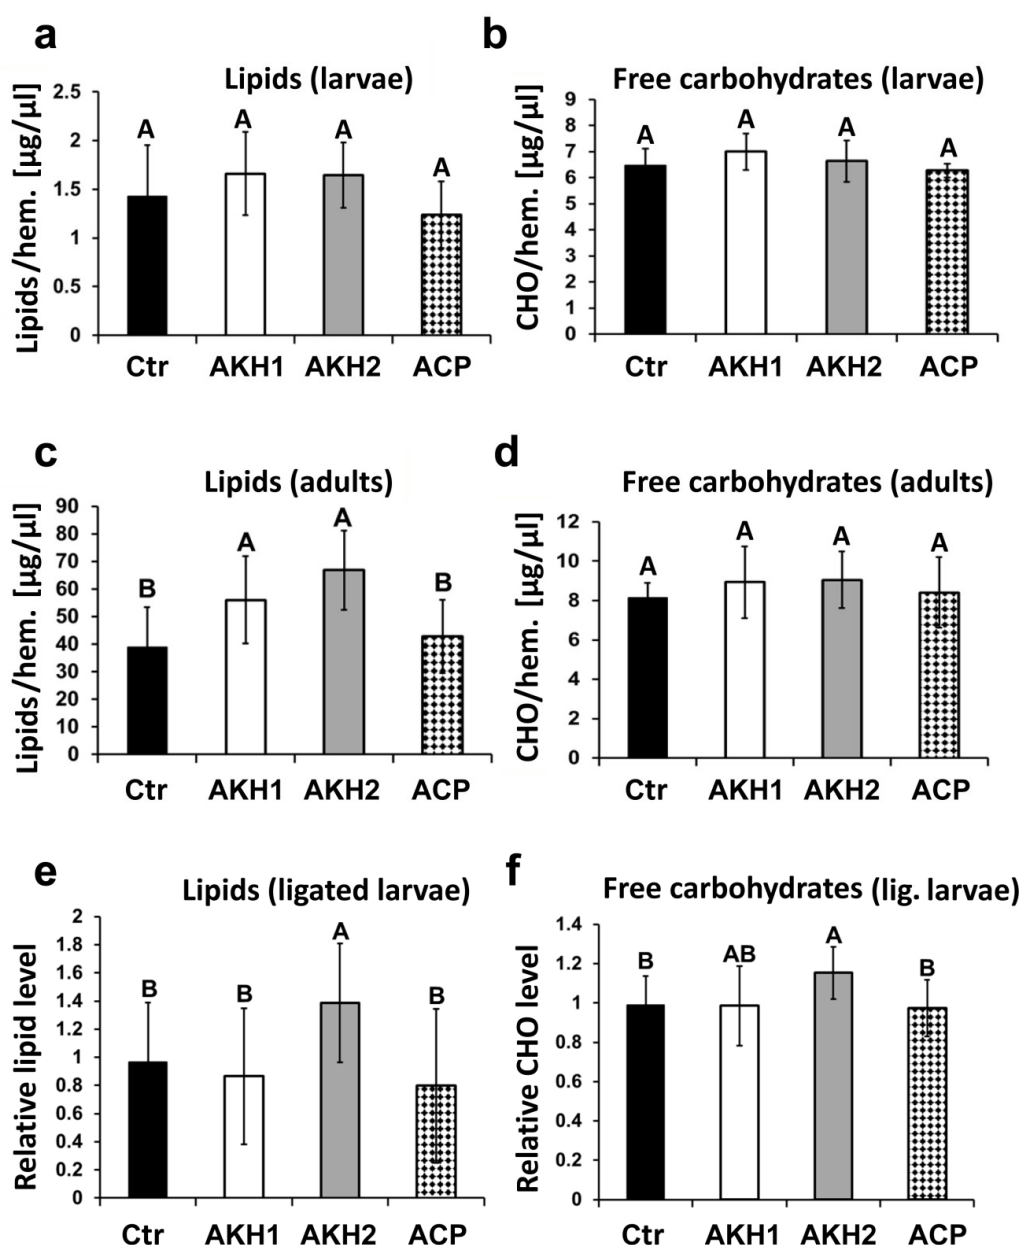 a
Lipids (larvae)
Lipids/hem. [µg/µl]
2.5
2
1.5
1
0.5
0
A A A A
Ctr AKH1 AKH2 ACP
b
Free carbohydrates (larvae)
CHO/hem. [µg/µl]
9
8
7
6
5
4
3
2
1
0
A A A A
Ctr AKH1 AKH2 ACP
c
Lipids (adults)
Lipids/hem. [µg/µl]
90
80
70
60
50
40
30
20
10
0
B A A B
Ctr AKH1 AKH2 ACP
d
Free carbohydrates (adults)
CHO/hem. [µg/µl]
12
10
8
6
4
2
0
A A A A
Ctr AKH1 AKH2 ACP
e
Lipids (ligated larvae)
Relative lipid level
2
1.8
1.6
1.4
1.2
1
0.8
0.6
0.4
0.2
0
B B A B
Ctr AKH1 AKH2 ACP
f
Free carbohydrates (lig. larvae)
Relative CHO level
1.4
1.2
1
0.8
0.6
0.4
0.2
0
B AB A B
Ctr AKH1 AKH2 ACP